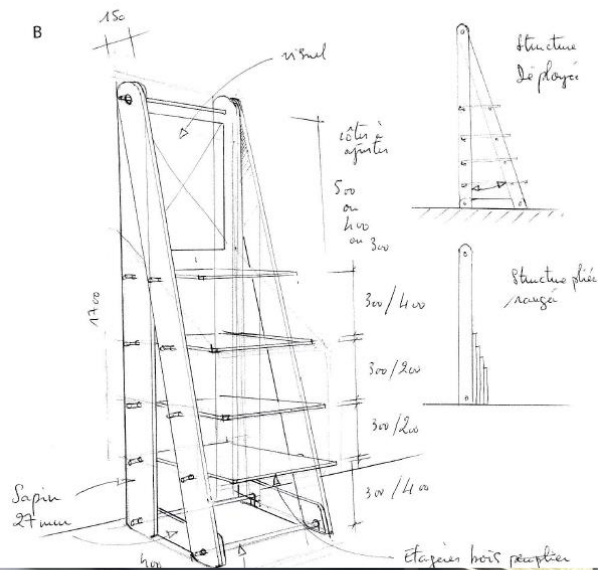 B
150
visuel
Structure
Déployée
côtes à
ajuster
500
ou
400
ou 300
1700
300/400
300/200
300/200
300/400
Structure pliée
rangée
Sapin
27 mm
400
Etagères bois peuplier